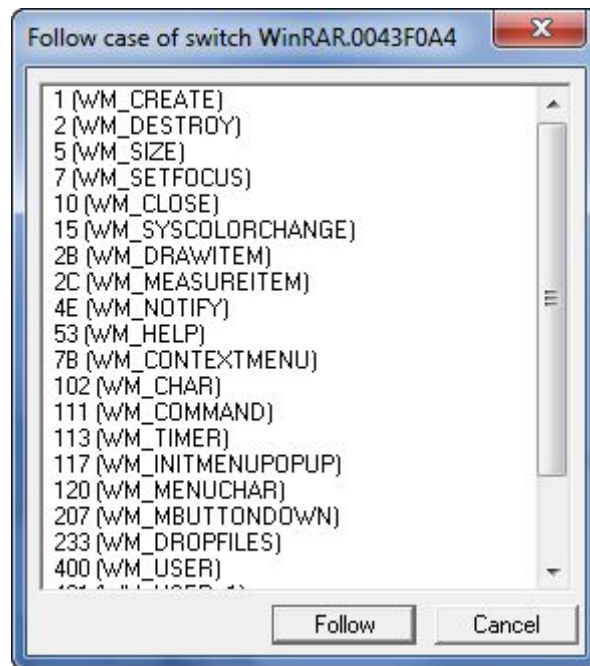 Follow case of switch WinRAR.0043F0A4
1 (WM_CREATE)
2 (WM_DESTROY)
5 (WM_SIZE)
7 (WM_SETFOCUS)
10 (WM_CLOSE)
15 (WM_SYSCOLORCHANGE)
2B (WM_DRAWITEM)
2C (WM_MEASUREITEM)
4E (WM_NOTIFY)
53 (WM_HELP)
7B (WM_CONTEXTMENU)
102 (WM_CHAR)
111 (WM_COMMAND)
113 (WM_TIMER)
117 (WM_INITMENUPOPUP)
120 (WM_MENUCHAR)
207 (WM_MBUTTONDOWN)
233 (WM_DROPFILES)
400 (WM_USER)
Follow Cancel